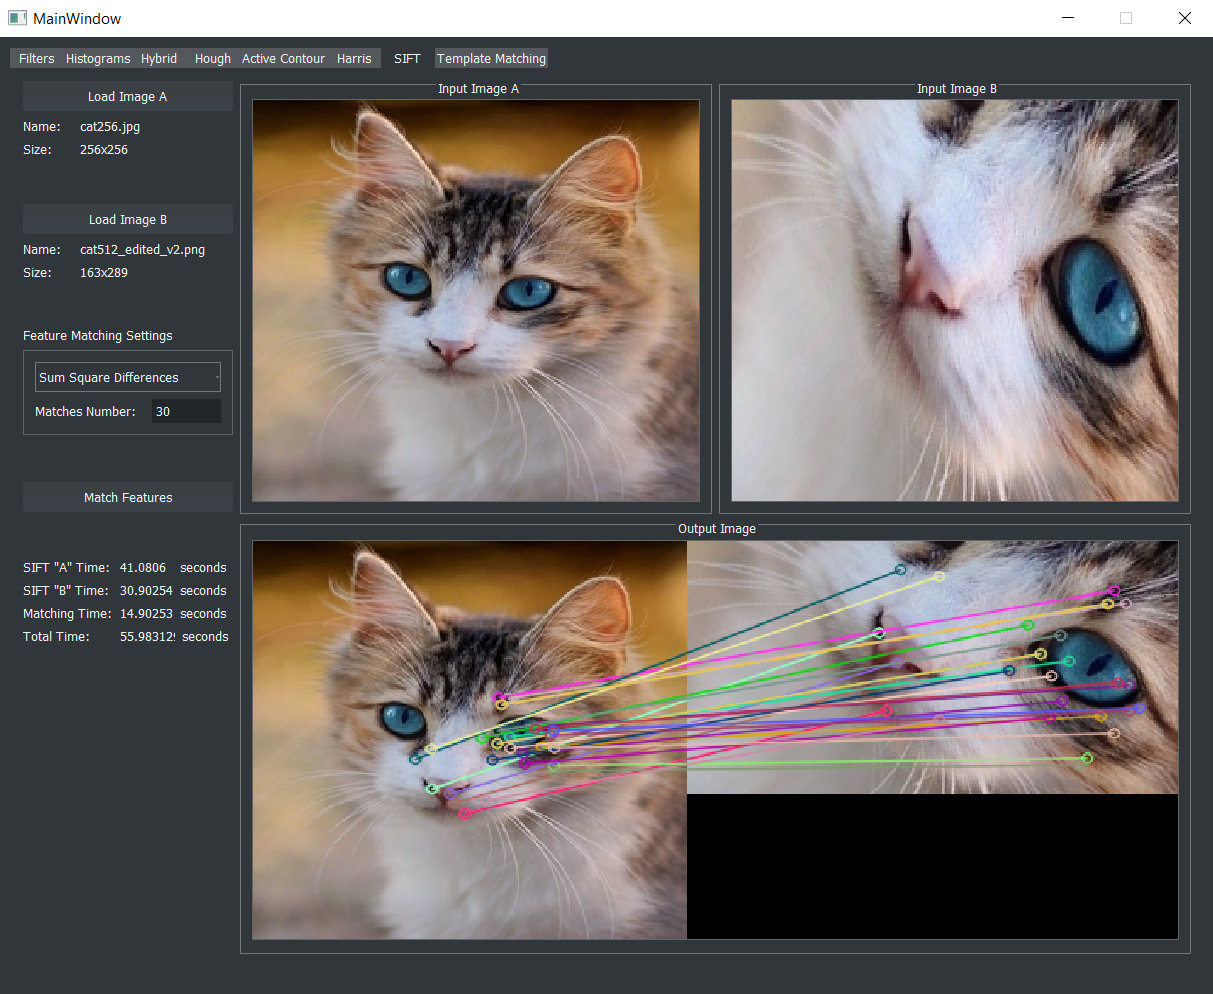 MainWindow
Filters Histograms Hybrid Hough Active Contour Harris SIFT Template Matching
Load Image A
Name: cat256.jpg
Size: 256x256
Load Image B
Name: cat512_edited_v2.png
Size: 163x289
Feature Matching Settings
Sum Square Differences
Matches Number: 30
Match Features
SIFT "A" Time: 41.0806 seconds
SIFT "B" Time: 30.90254 seconds
Matching Time: 14.90253 seconds
Total Time: 55.98312 seconds
Input Image A
Input Image B
Output Image